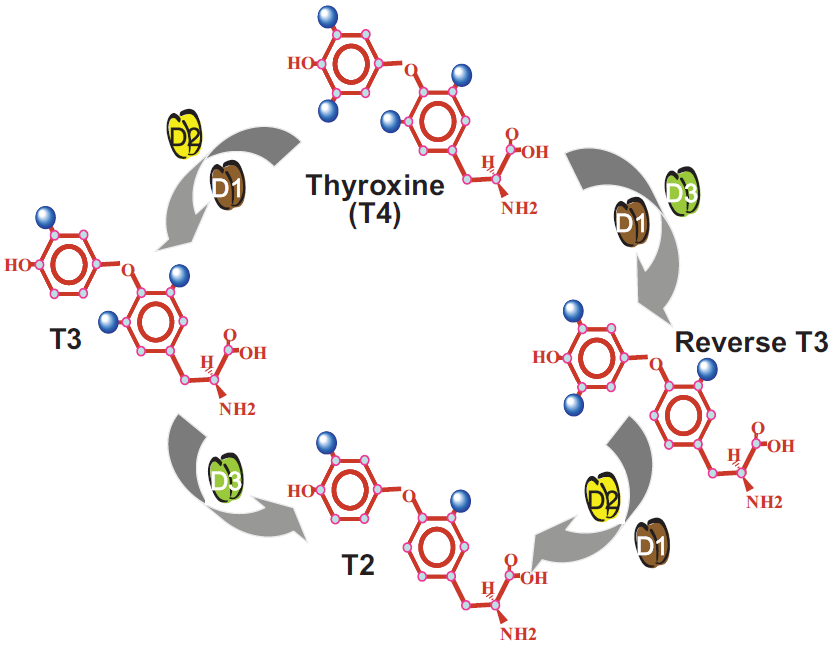 HO
O
O
H
OH
NH2
Thyroxine
(T4)
D2
D1
D3
D1
HO
O
T3
O
H
OH
NH2
Reverse T3
HO
O
O
H
OH
NH2
D3
D2
D1
HO
O
T2
O
H
OH
NH2